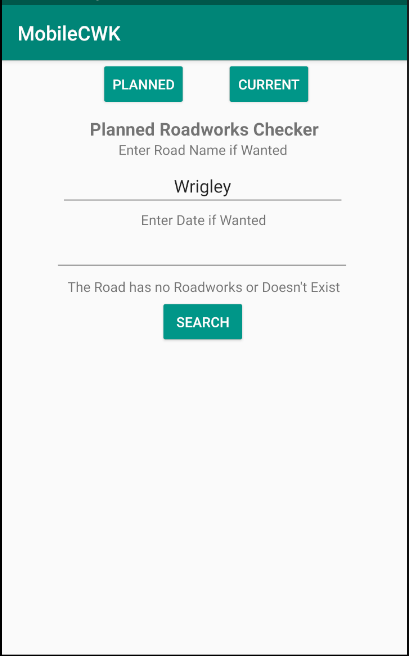 MobileCWK
PLANNED CURRENT
Planned Roadworks Checker
Enter Road Name if Wanted
Wrigley
Enter Date if Wanted
The Road has no Roadworks or Doesn't Exist
SEARCH